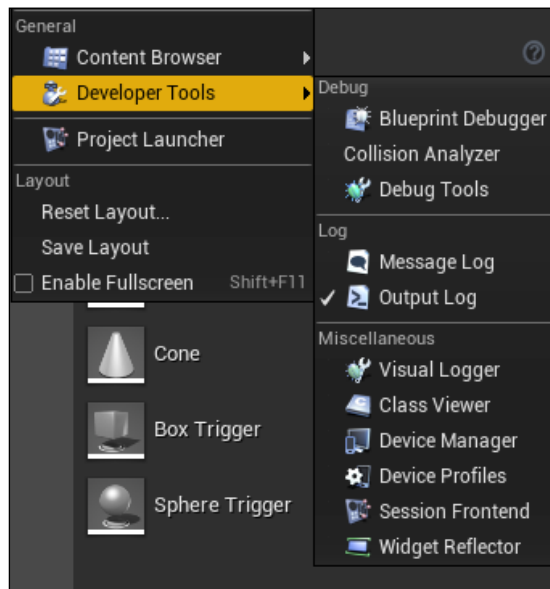 General
Content Browser
Developer Tools
Project Launcher
Layout
Reset Layout...
Save Layout
Enable Fullscreen Shift+F11
Cone
Box Trigger
Sphere Trigger
Debug
Blueprint Debugger
Collision Analyzer
Debug Tools
Log
Message Log
Output Log
Miscellaneous
Visual Logger
Class Viewer
Device Manager
Device Profiles
Session Frontend
Widget Reflector